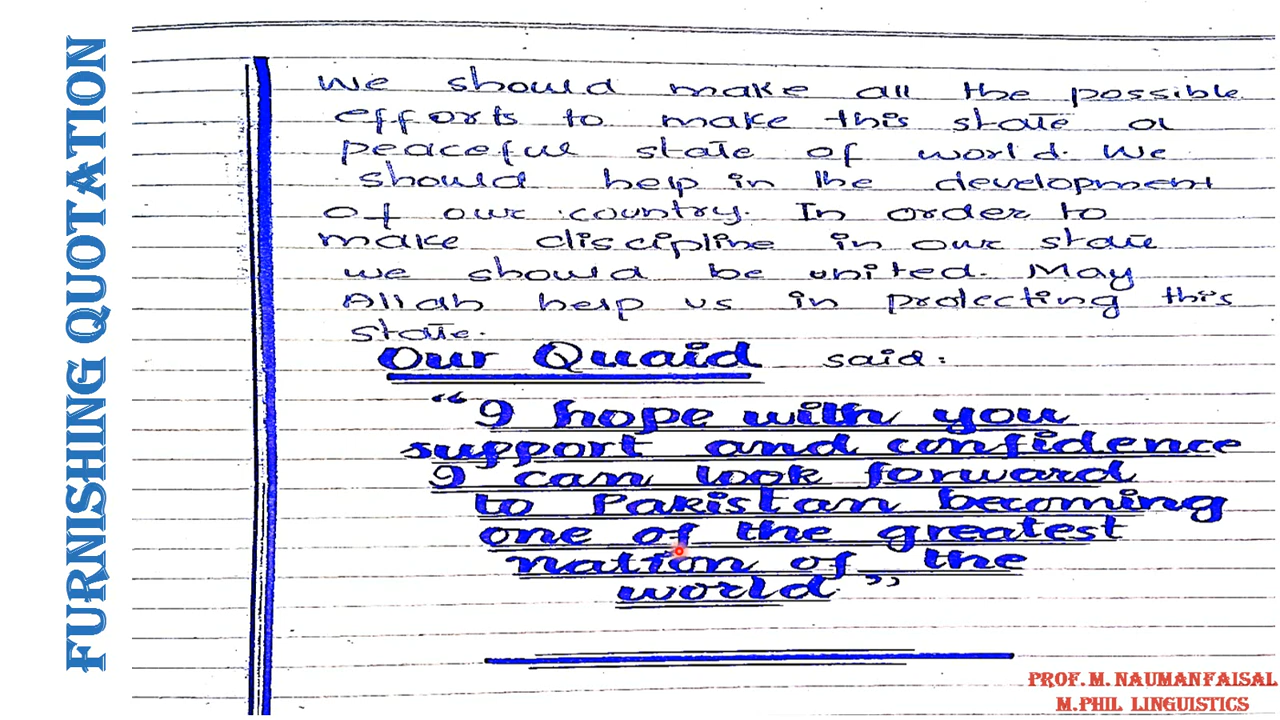 FURNISHING QUOTATION
We should make all the possible
efforts to make this state a
peaceful state of world. We
should help in the development
of our country. In order to
make discipline in our state
we should be united. May
Allah help us in protecting this
state.
Our Quaid said:
"I hope with you
support and confidence
I can look forward
to Pakistan becoming
one of the greatest
nation of the
world."
PROF. M. NAUMAN FAISAL
M.PHIL LINGUISTICS